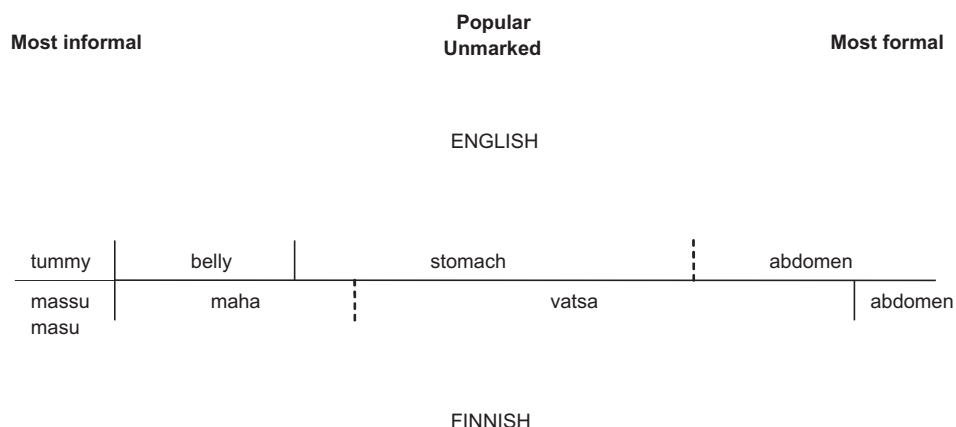 Most informal
Popular
Unmarked
Most formal
ENGLISH
tummy belly stomach abdomen
massu maha vatsa abdomen
masu
FINNISH